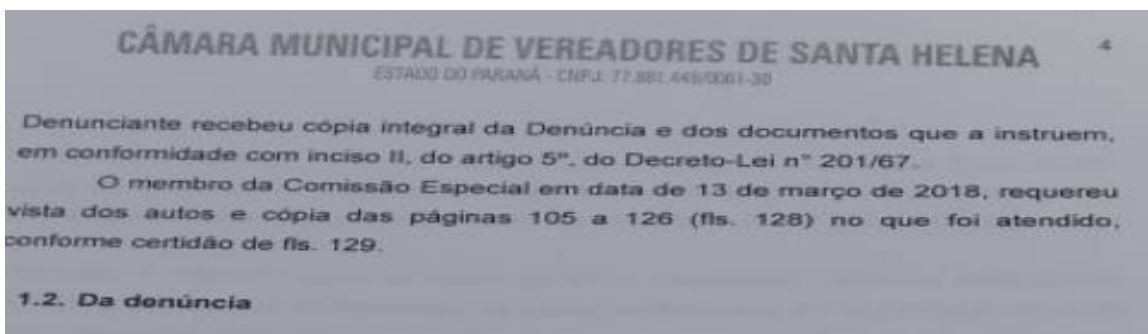 CÂMARA MUNICIPAL DE VEREADORES DE SANTA HELENA 4
ESTADO DO PARANÁ - CNPJ: 77.881.449/0001-30
Denunciante recebeu cópia integral da Denúncia e dos documentos que a instruem,
em conformidade com inciso II, do artigo 5º, do Decreto-Lei n° 201/67.
O membro da Comissão Especial em data de 13 de março de 2018, requereu
vista dos autos e cópia das páginas 105 a 126 (fls. 128) no que foi atendido,
conforme certidão de fls. 129.
1.2. Da denúncia